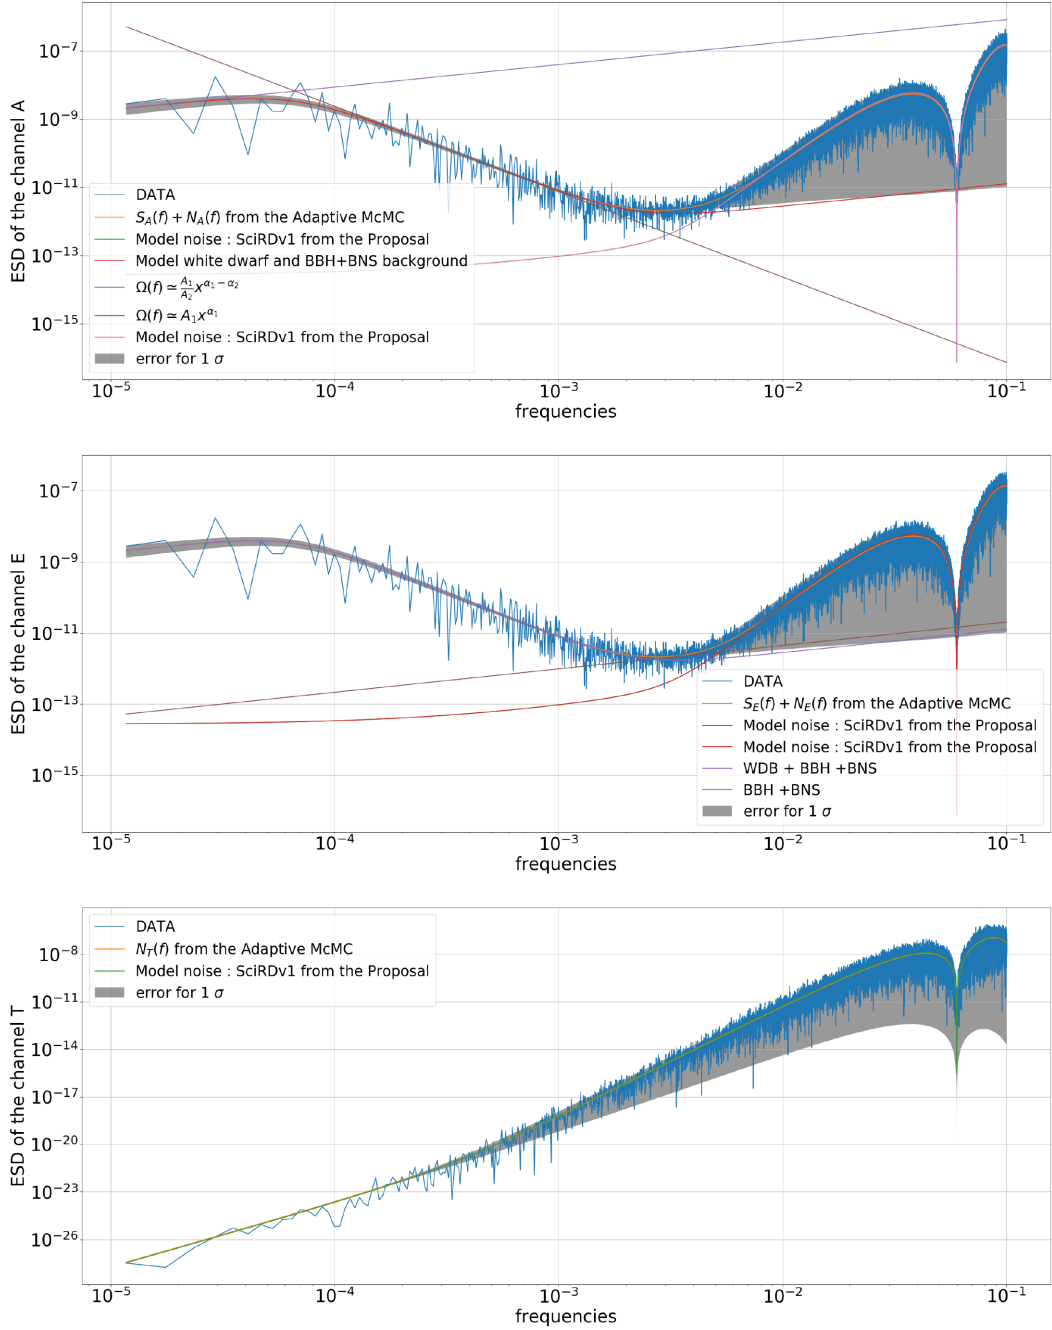 ESD of the channel A
10⁻⁷
10⁻⁹
10⁻¹¹
10⁻¹³
10⁻¹⁵
DATA
S_A(f) + N_A(f) from the Adaptive McMC
Model noise : SciRDv1 from the Proposal
Model white dwarf and BBH+BNS background
Ω(f) ≃ A₁/A₂ x^(α₁−α₂)
Ω(f) ≃ A₁x^(α₁)
Model noise : SciRDv1 from the Proposal
error for 1 σ
10⁻⁵ 10⁻⁴ 10⁻³ 10⁻² 10⁻¹
frequencies
ESD of the channel E
10⁻⁷
10⁻⁹
10⁻¹¹
10⁻¹³
10⁻¹⁵
DATA
S_E(f) + N_E(f) from the Adaptive McMC
Model noise : SciRDv1 from the Proposal
Model noise : SciRDv1 from the Proposal
WDB + BBH +BNS
BBH +BNS
error for 1 σ
10⁻⁵ 10⁻⁴ 10⁻³ 10⁻² 10⁻¹
frequencies
ESD of the channel T
10⁻⁸
10⁻¹¹
10⁻¹⁴
10⁻¹⁷
10⁻²⁰
10⁻²³
10⁻²⁶
DATA
N_T(f) from the Adaptive McMC
Model noise : SciRDv1 from the Proposal
error for 1 σ
10⁻⁵ 10⁻⁴ 10⁻³ 10⁻² 10⁻¹
frequencies